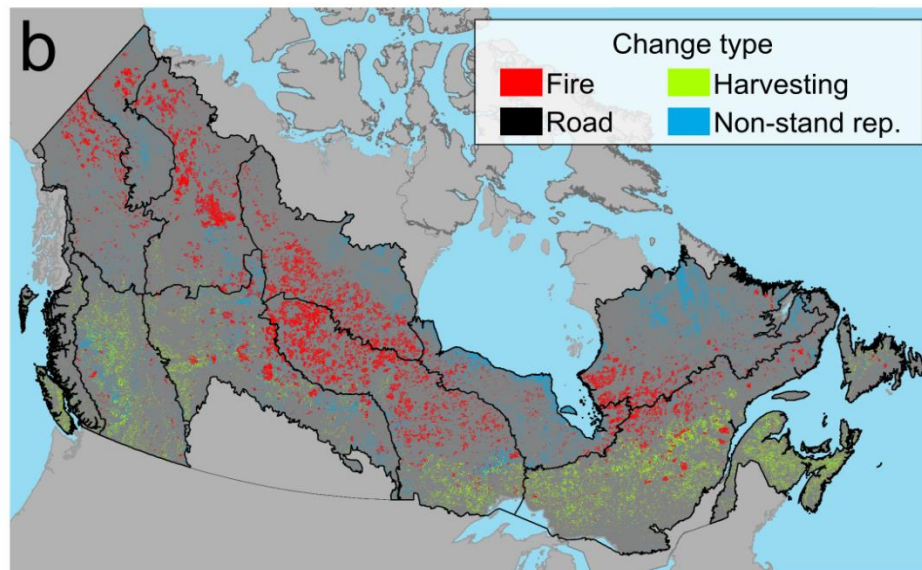 b
Change type
Fire
Harvesting
Road
Non-stand rep.